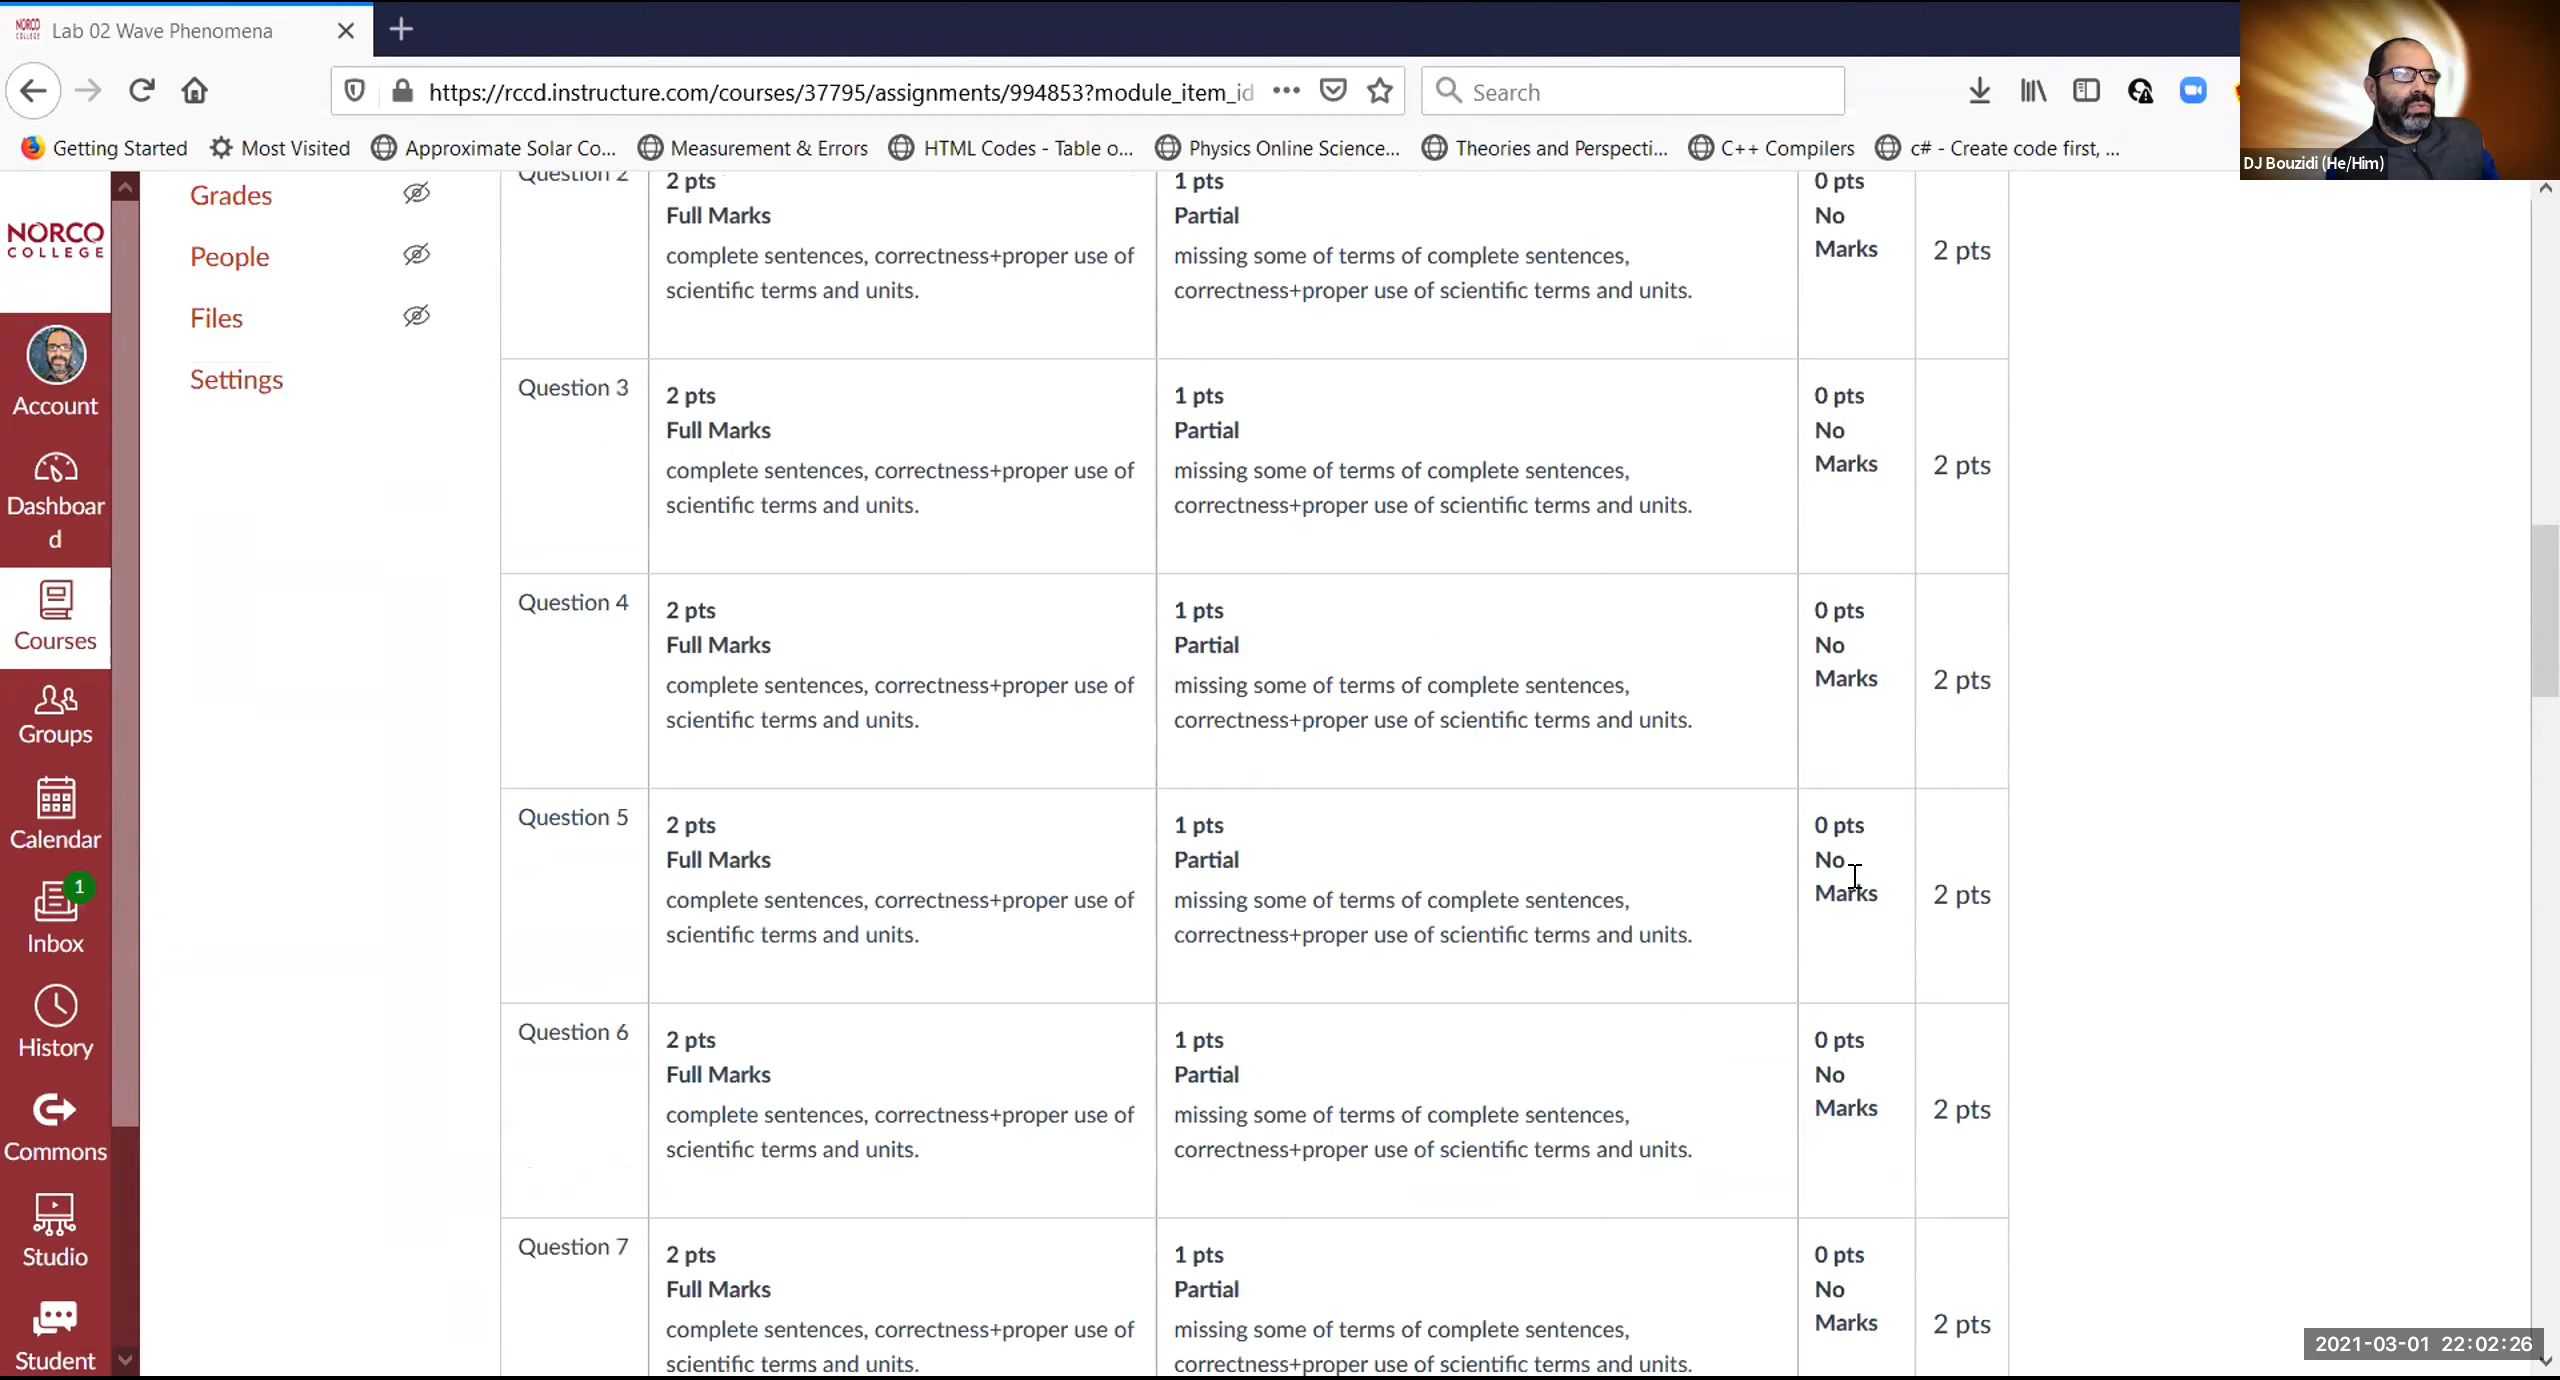 Lab 02 Wave Phenomena
https://rccd.instructure.com/courses/37795/assignments/994853?module_item_id
Search
Getting Started
Most Visited
Approximate Solar Co...
Measurement & Errors
HTML Codes - Table o...
Physics Online Science...
Theories and Perspecti...
C++ Compilers
c# - Create code first, ...
DJ Bouzidi (He/Him)
NORCO
COLLEGE
Account
Dashboar
d
Courses
Groups
Calendar
1
Inbox
History
Commons
Studio
Student
Grades
People
Files
Settings
Question 2
2 pts
Full Marks
complete sentences, correctness+proper use of
scientific terms and units.
1 pts
Partial
missing some of terms of complete sentences,
correctness+proper use of scientific terms and units.
0 pts
No
Marks
2 pts
Question 3
2 pts
Full Marks
complete sentences, correctness+proper use of
scientific terms and units.
1 pts
Partial
missing some of terms of complete sentences,
correctness+proper use of scientific terms and units.
0 pts
No
Marks
2 pts
Question 4
2 pts
Full Marks
complete sentences, correctness+proper use of
scientific terms and units.
1 pts
Partial
missing some of terms of complete sentences,
correctness+proper use of scientific terms and units.
0 pts
No
Marks
2 pts
Question 5
2 pts
Full Marks
complete sentences, correctness+proper use of
scientific terms and units.
1 pts
Partial
missing some of terms of complete sentences,
correctness+proper use of scientific terms and units.
0 pts
No
Marks
2 pts
Question 6
2 pts
Full Marks
complete sentences, correctness+proper use of
scientific terms and units.
1 pts
Partial
missing some of terms of complete sentences,
correctness+proper use of scientific terms and units.
0 pts
No
Marks
2 pts
Question 7
2 pts
Full Marks
complete sentences, correctness+proper use of
scientific terms and units.
1 pts
Partial
missing some of terms of complete sentences,
correctness+proper use of scientific terms and units.
0 pts
No
Marks
2 pts
2021-03-01 22:02:26